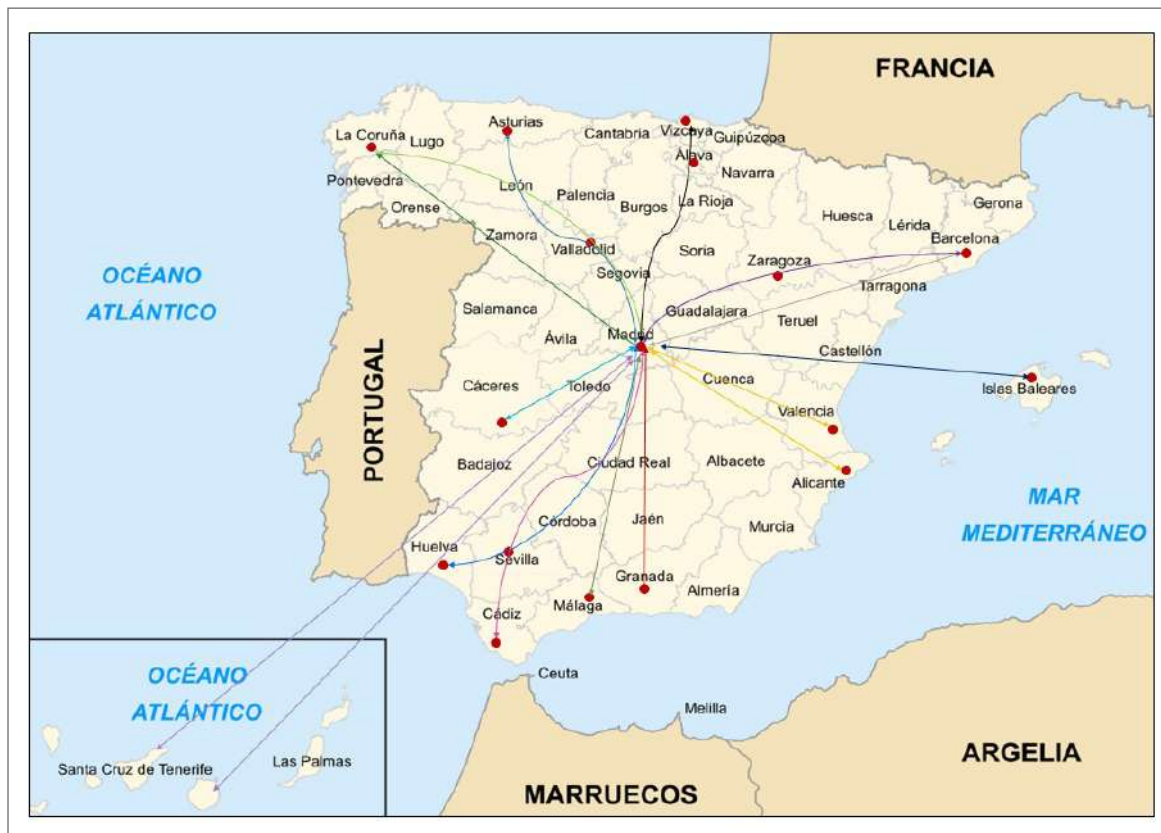 FRANCIA
Asturias
Vizcaya
La Coruña
Lugo
Cantabria
Guipúzcoa
Álava
Navarra
Pontevedra
León
Palencia
La Rioja
Orense
Burgos
Huesca
Gerona
Lérida
Zamora
Valladolid
Soria
Barcelona
Zaragoza
Segovia
OCÉANO
ATLÁNTICO
Tarragona
Salamanca
Guadalajara
Teruel
Ávila
Madrid
Castellón
PORTUGAL
Cáceres
Toledo
Cuenca
Islas Baleares
Valencia
Badajoz
Ciudad Real
Albacete
Alicante
MAR
MEDITERRÁNEO
Córdoba
Jaén
Murcia
Huelva
Sevilla
Granada
Almería
Málaga
Cádiz
Ceuta
Melilla
OCÉANO
ATLÁNTICO
Santa Cruz de Tenerife
Las Palmas
ARGELIA
MARRUECOS